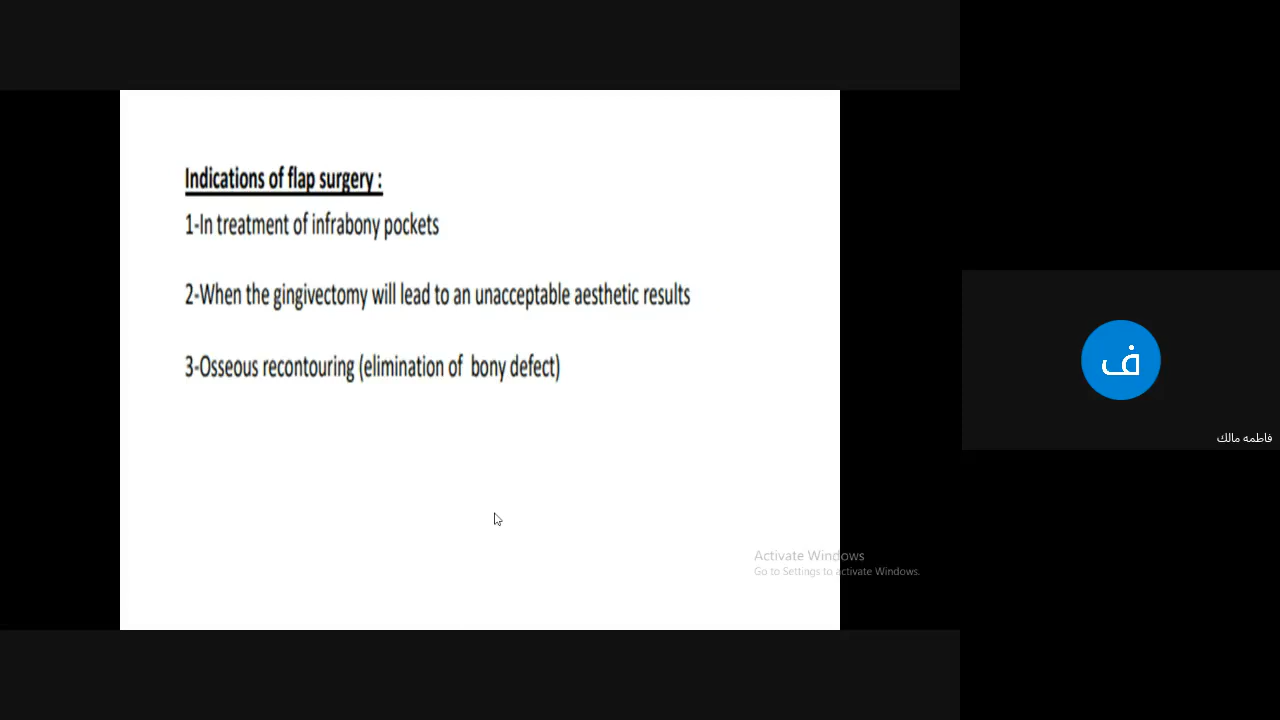 Indications of flap surgery :
1-In treatment of infrabony pockets
2-When the gingivectomy will lead to an unacceptable aesthetic results
3-Osseous recontouring (elimination of bony defect)
ف
فاطمه مالك
Activate Windows
Go to Settings to activate Windows.